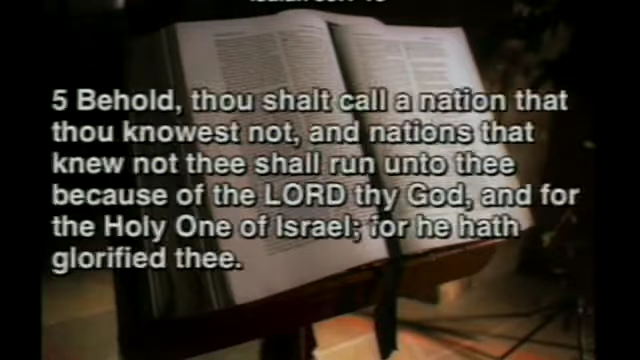 5 Behold, thou shalt call a nation that
thou knowest not, and nations that
knew not thee shall run unto thee
because of the LORD thy God, and for
the Holy One of Israel; for he hath
glorified thee.